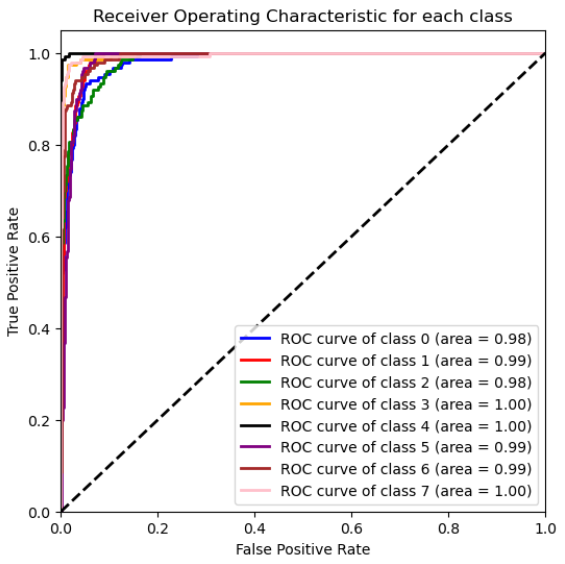 Receiver Operating Characteristic for each class
True Positive Rate
1.0
0.8
0.6
0.4
0.2
0.0
ROC curve of class 0 (area = 0.98)
ROC curve of class 1 (area = 0.99)
ROC curve of class 2 (area = 0.98)
ROC curve of class 3 (area = 1.00)
ROC curve of class 4 (area = 1.00)
ROC curve of class 5 (area = 0.99)
ROC curve of class 6 (area = 0.99)
ROC curve of class 7 (area = 1.00)
0.0 0.2 0.4 0.6 0.8 1.0
False Positive Rate